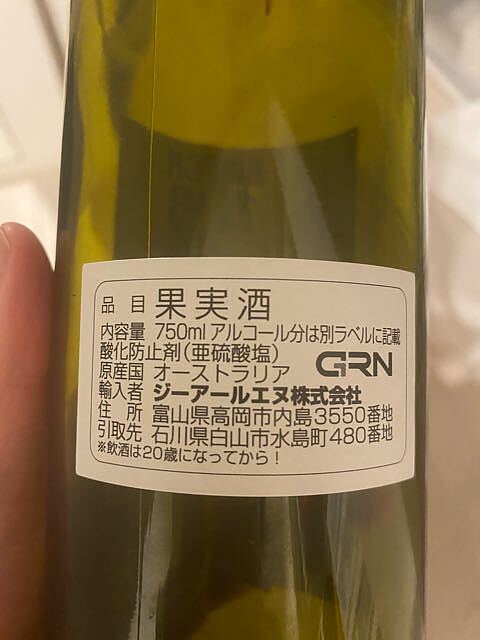 品目 果実酒
内容量 750ml アルコール分は別ラベルに記載
酸化防止剤(亜硫酸塩)
原産国 オーストラリア
GRN
輸入者 ジーアールエヌ株式会社
住所 富山県高岡市内島3550番地
引取先 石川県白山市水島町480番地
※飲酒は20歳になってから!